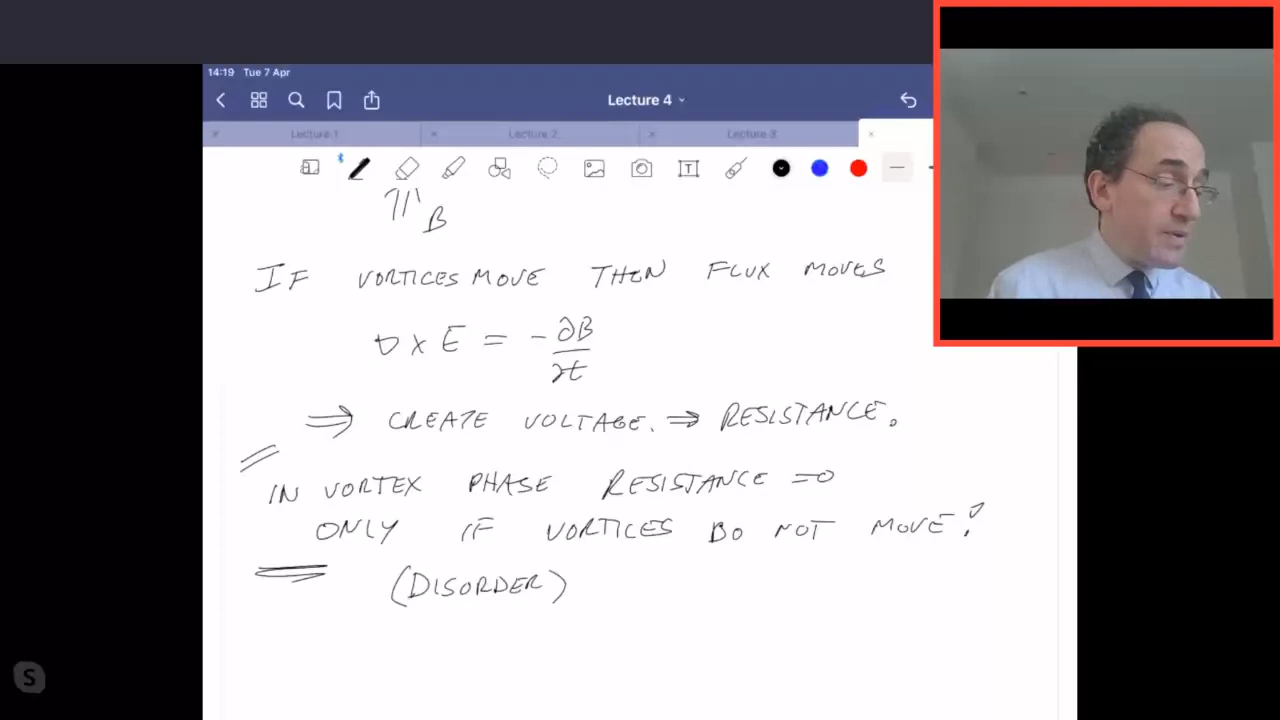 14:19 Tue 7 Apr
Lecture 4
Lecture 1 Lecture 2 Lecture 3
T
B
IF VORTICES MOVE THEN FLUX MOVES
∇ × E = - ∂B/∂t
⇒ CREATE VOLTAGE. ⇒ RESISTANCE.
IN VORTEX PHASE RESISTANCE =0
ONLY IF VORTICES DO NOT MOVE!
(DISORDER)
S